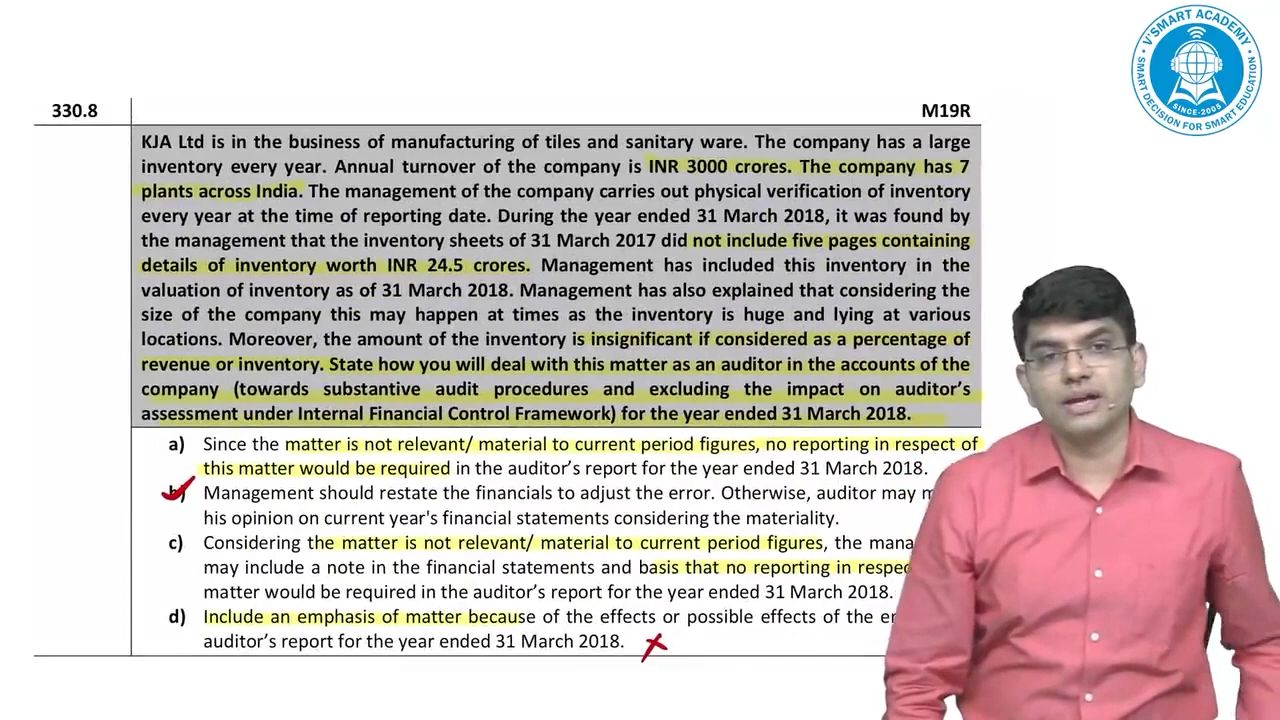 V'SMART ACADEMY
SMART DECISION FOR SMART EDUCATION
SINCE-2005
330.8 M19R
KJA Ltd is in the business of manufacturing of tiles and sanitary ware. The company has a large
inventory every year. Annual turnover of the company is INR 3000 crores. The company has 7
plants across India. The management of the company carries out physical verification of inventory
every year at the time of reporting date. During the year ended 31 March 2018, it was found by
the management that the inventory sheets of 31 March 2017 did not include five pages containing
details of inventory worth INR 24.5 crores. Management has included this inventory in the
valuation of inventory as of 31 March 2018. Management has also explained that considering the
size of the company this may happen at times as the inventory is huge and lying at various
locations. Moreover, the amount of the inventory is insignificant if considered as a percentage of
revenue or inventory. State how you will deal with this matter as an auditor in the accounts of the
company (towards substantive audit procedures and excluding the impact on auditor's
assessment under Internal Financial Control Framework) for the year ended 31 March 2018.
a) Since the matter is not relevant/ material to current period figures, no reporting in respect of
this matter would be required in the auditor's report for the year ended 31 March 2018.
Management should restate the financials to adjust the error. Otherwise, auditor may
his opinion on current year's financial statements considering the materiality.
c) Considering the matter is not relevant/ material to current period figures, the
may include a note in the financial statements and basis that no reporting in
matter would be required in the auditor's report for the year ended 31 March 2018.
d) Include an emphasis of matter because of the effects or possible effects of the
auditor's report for the year ended 31 March 2018.